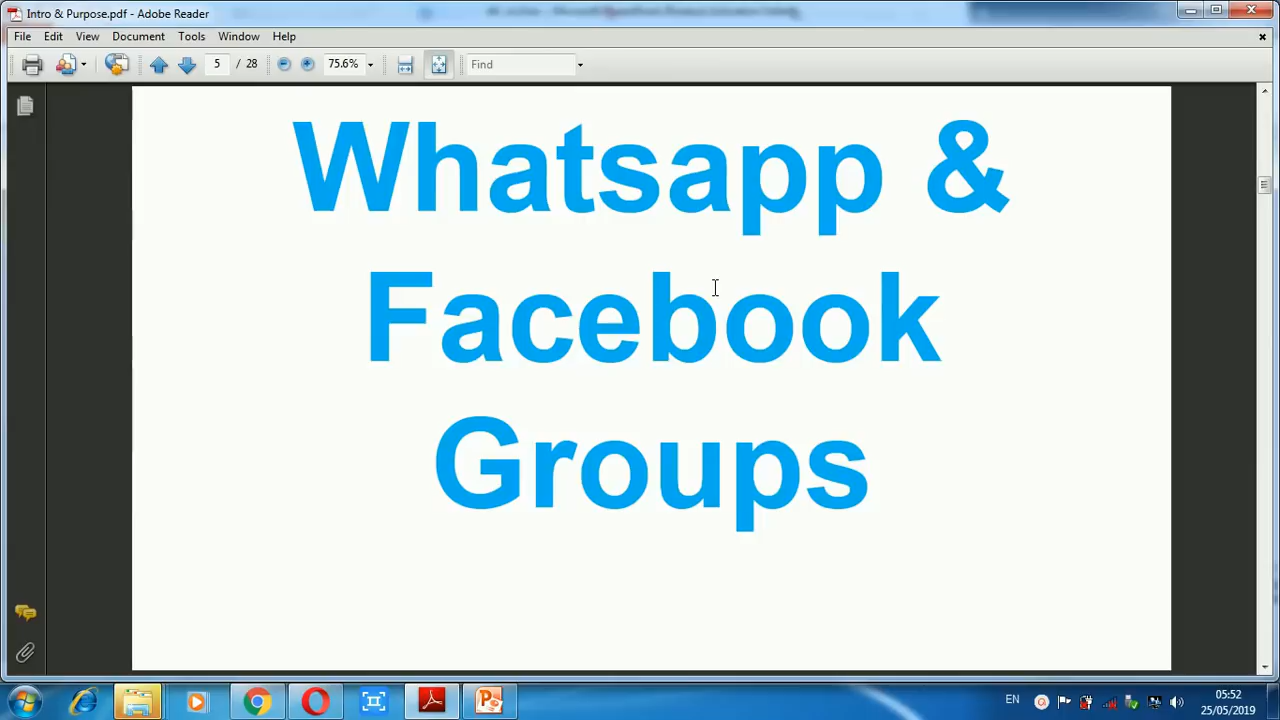 Intro & Purpose.pdf - Adobe Reader
File Edit View Document Tools Window Help
5 / 28 75.6% Find
Whatsapp &
Facebook
Groups
EN 05:52
25/05/2019